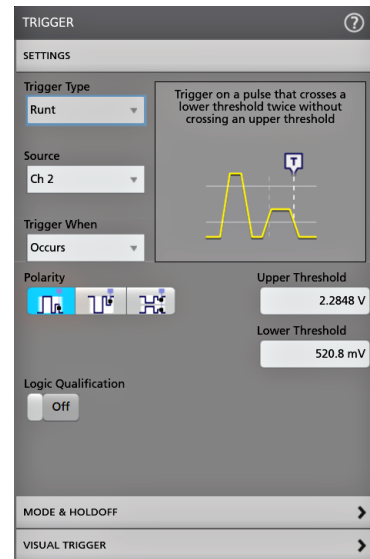 TRIGGER
?
SETTINGS
Trigger Type
Runt
Trigger on a pulse that crosses a
lower threshold twice without
crossing an upper threshold
T
Source
Ch 2
Trigger When
Occurs
Polarity
Upper Threshold
2.2848 V
Lower Threshold
520.8 mV
Logic Qualification
Off
MODE & HOLDOFF
VISUAL TRIGGER